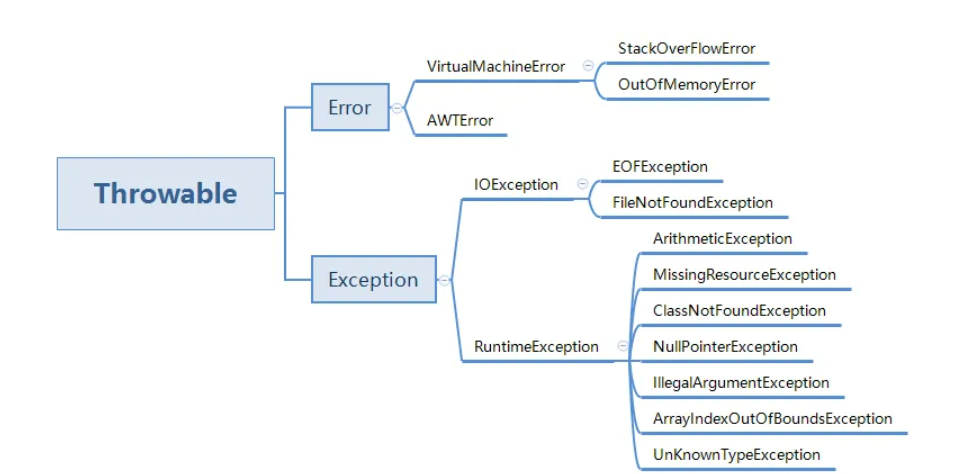 Throwable
Error
VirtualMachineError
StackOverFlowError
OutOfMemoryError
AWTError
Exception
IOException
EOFException
FileNotFoundException
RuntimeException
ArithmeticException
MissingResourceException
ClassNotFoundException
NullPointerException
IllegalArgumentException
ArrayIndexOutOfBoundsException
UnKnownTypeException